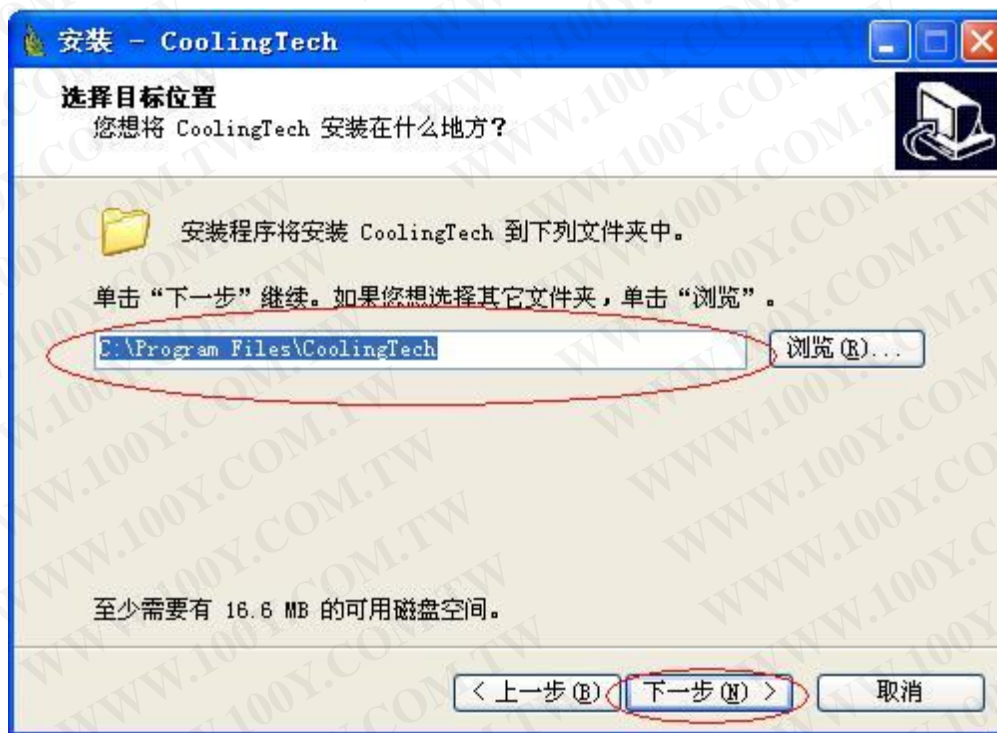 安装 - CoolingTech
选择目标位置
您想将 CoolingTech 安装在什么地方?
安装程序将安装 CoolingTech 到下列文件夹中。
单击“下一步”继续。如果您想选择其它文件夹,单击“浏览”。
C:\Program Files\CoolingTech
浏览(R)...
至少需要有 16.6 MB 的可用磁盘空间。
< 上一步(B)
下一步(N) >
取消
WWW.100Y.COM.TW